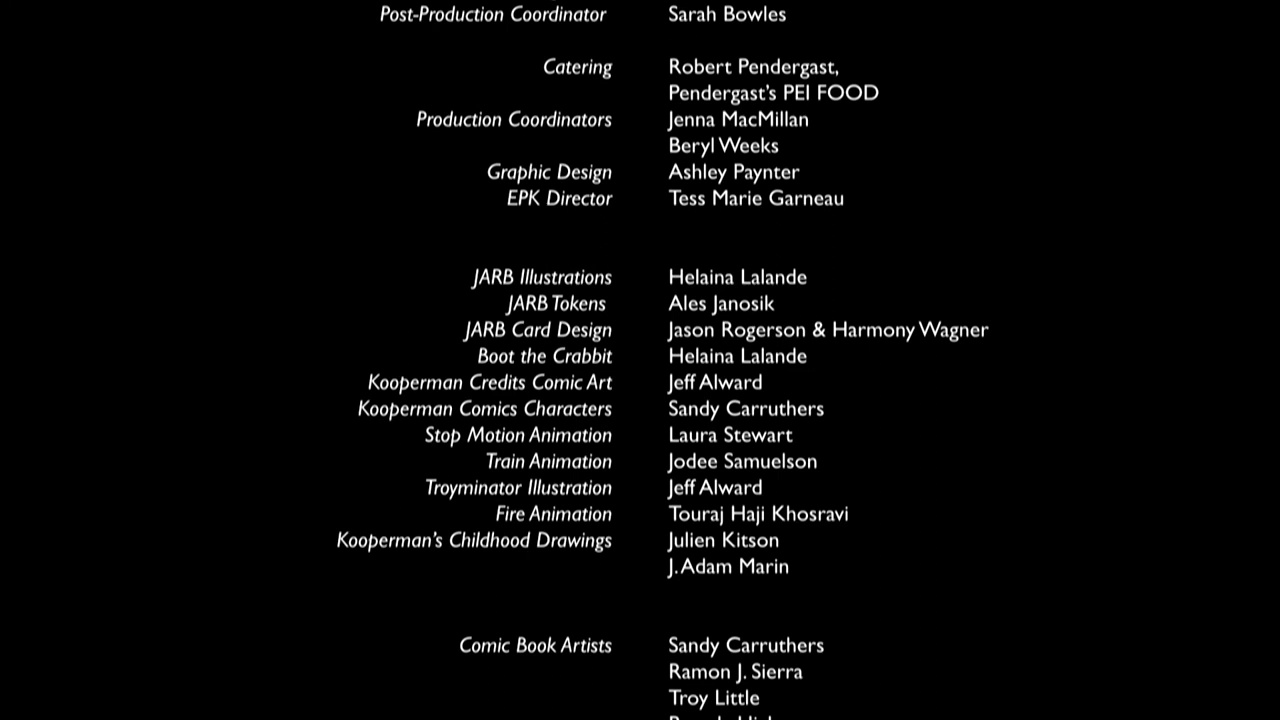 Post-Production Coordinator Sarah Bowles
Catering Robert Pendergast,
Pendergast's PEI FOOD
Production Coordinators Jenna MacMillan
Beryl Weeks
Graphic Design Ashley Paynter
EPK Director Tess Marie Garneau
JARB Illustrations Helaina Lalande
JARB Tokens Ales Janosik
JARB Card Design Jason Rogerson & Harmony Wagner
Boot the Crabbit Helaina Lalande
Kooperman Credits Comic Art Jeff Alward
Kooperman Comics Characters Sandy Carruthers
Stop Motion Animation Laura Stewart
Train Animation Jodee Samuelson
Troyminator Illustration Jeff Alward
Fire Animation Touraj Haji Khosravi
Kooperman's Childhood Drawings Julien Kitson
J. Adam Marin
Comic Book Artists Sandy Carruthers
Ramon J. Sierra
Troy Little